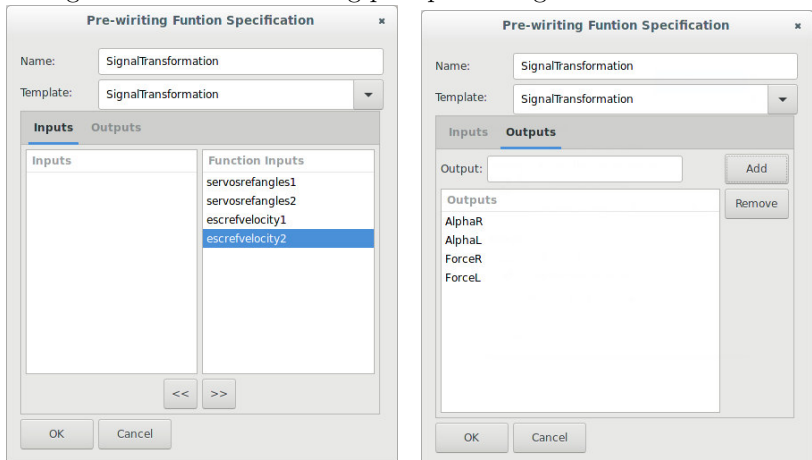 Pre-wiriting Funtion Specification ×
Name: SignalTransformation
Template: SignalTransformation
Inputs Outputs
Inputs Function Inputs
servosrefangles1
servosrefangles2
escrefvelocity1
escrefvelocity2
<< >>
OK Cancel
Pre-wiriting Funtion Specification ×
Name: SignalTransformation
Template: SignalTransformation
Inputs Outputs
Output: Add
Outputs Remove
AlphaR
AlphaL
ForceR
ForceL
OK Cancel